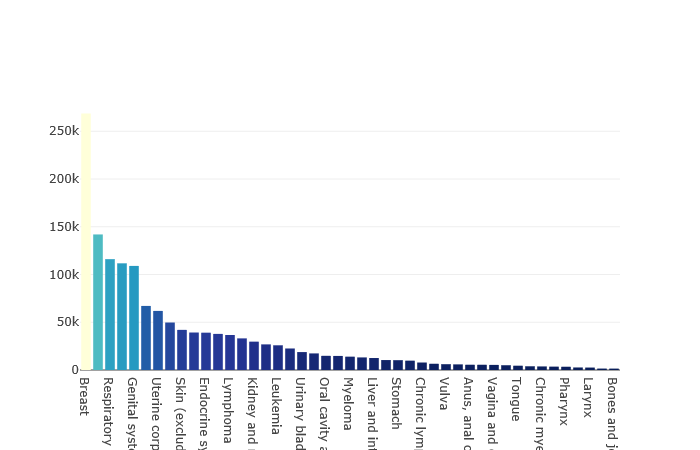 250k
200k
150k
100k
50k
0
Breast
Respiratory
Genital syst
Uterine corp
Skin (exclud
Endocrine sy
Lymphoma
Kidney and
Leukemia
Urinary blad
Oral cavity a
Myeloma
Liver and int
Stomach
Chronic lymp
Vulva
Anus, anal c
Vagina and
Tongue
Chronic mye
Pharynx
Larynx
Bones and jo